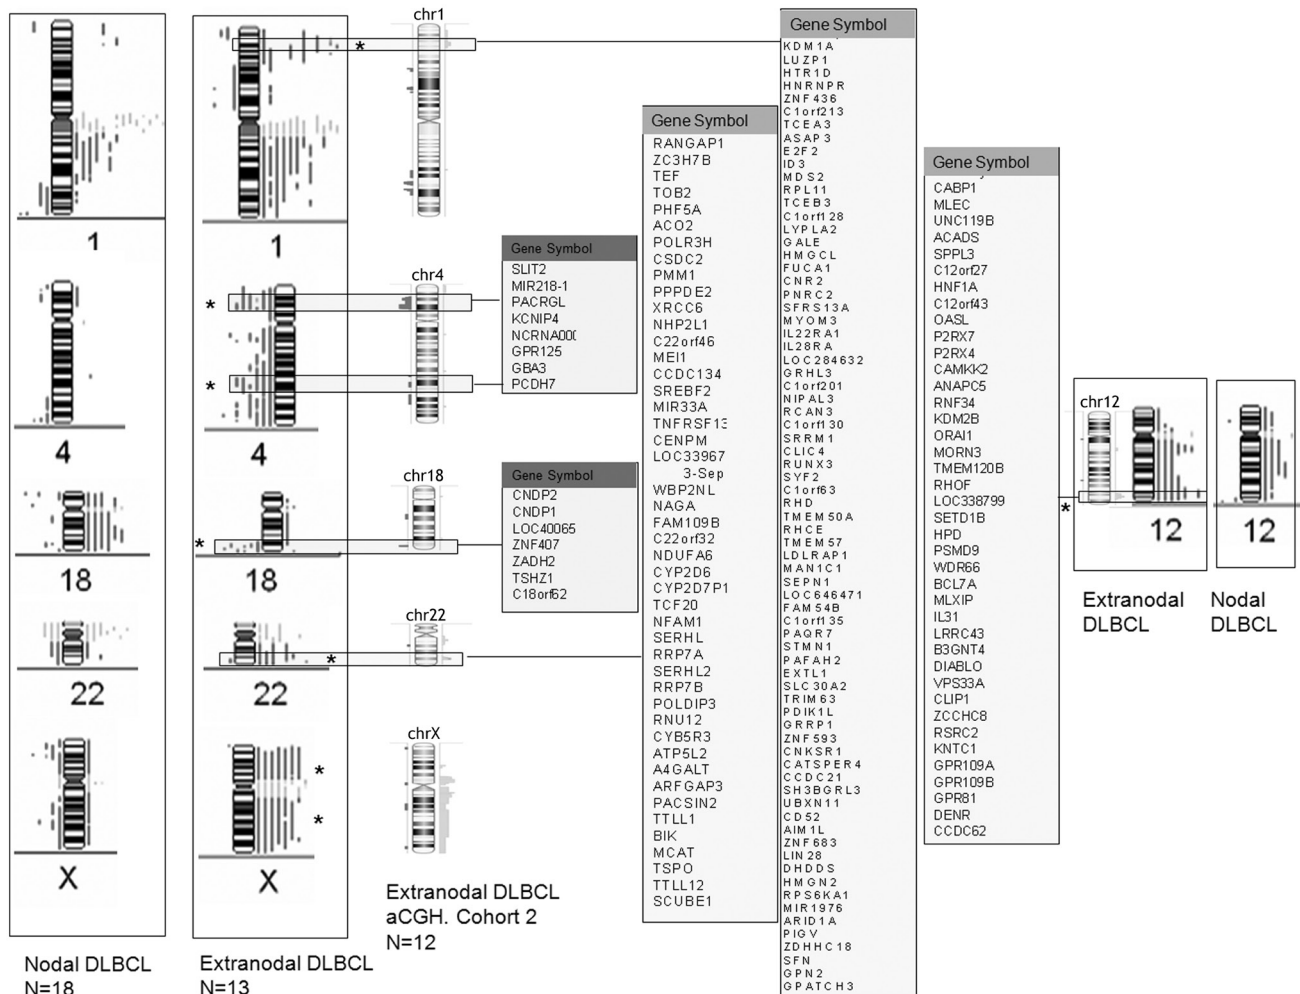 chr1
1
1
chr4
*
*
4
4
chr18
*
18
18
chr22
*
22
22
chrX
*
*
X
X
*
Nodal DLBCL
N=18
Extranodal DLBCL
N=13
Extranodal DLBCL
aCGH. Cohort 2
N=12
Gene Symbol
SLIT2
MIR218-1
PACRGL
KCNIP4
GPR125
GBA3
PCDH7
Gene Symbol
CNDP2
CNDP1
LOC40065
ZNF407
ZADH2
TSHZ1
C18orf62
Gene Symbol
RANGAP1
ZC3H7B
TEF
TOB2
PHF5A
ACO2
POLR3H
CSDC2
PMM1
PPPDE2
XRCC6
NHP2L1
C22orf46
MEI1
CCDC134
SREBF2
MIR33A
TNFRSF13
CENPM
LOC33967
3-Sep
WBP2NL
NAGA
FAM109B
C22orf32
NDUFA6
CYP2D6
CYP2D7P1
TCF20
NFAM1
SERHL
RRP7A
SERHL2
RRP7B
POLDIP3
RNU12
CYB5R3
ATP5L2
A4GALT
ARFGAP3
PACSIN2
TTLL1
BIK
MCAT
TSPO
TTLL12
SCUBE1
Gene Symbol
KDM1A
LUZP1
HTR1D
HNRNPR
ZNF436
C1orf213
TCEA3
ASAP3
E2F2
ID3
MDS2
RPL11
TCEB3
C1orf128
LYPLA2
GALE
HMGCL
FUCA1
CNR2
PNRC2
SFRS13A
MYOM3
IL22RA1
IL28RA
LOC284632
GRHL3
C1orf201
NIPAL3
RCAN3
C1orf130
SRRM1
CLIC4
RUNX3
SYF2
C1orf63
RHD
TMEM50A
RHCE
TMEM57
LDLRAP1
MAN1C1
SEPN1
LOC646471
FAM54B
C1orf135
PAQR7
STMN1
PAFAH2
EXTL1
SLC30A2
TRIM63
PDIK1L
GRRP1
ZNF593
CNKSR1
CATSPER4
CCDC21
SH3BGRL3
UBXN11
CD52
AIM1L
ZNF683
LIN28
DHDDS
HMGN2
RPS6KA1
MIR1976
ARID1A
PIGV
ZDHHC18
SFN
GPN2
GPATCH3
Gene Symbol
CABP1
MLEC
UNC119B
ACADS
SPPL3
C12orf27
HNF1A
C12orf43
OASL
P2RX7
P2RX4
CAMKK2
ANAPC5
RNF34
KDM2B
ORAI1
MORN3
TMEM120B
RHOF
LOC338799
SETD1B
HPD
PSMD9
WDR66
BCL7A
MLXIP
IL31
LRRC43
B3GNT4
DIABLO
VPS33A
CLIP1
ZCCHC8
RSRC2
KNTC1
GPR109A
GPR109B
GPR81
DENR
CCDC62
chr12
*
12
12
Extranodal
DLBCL
Nodal
DLBCL